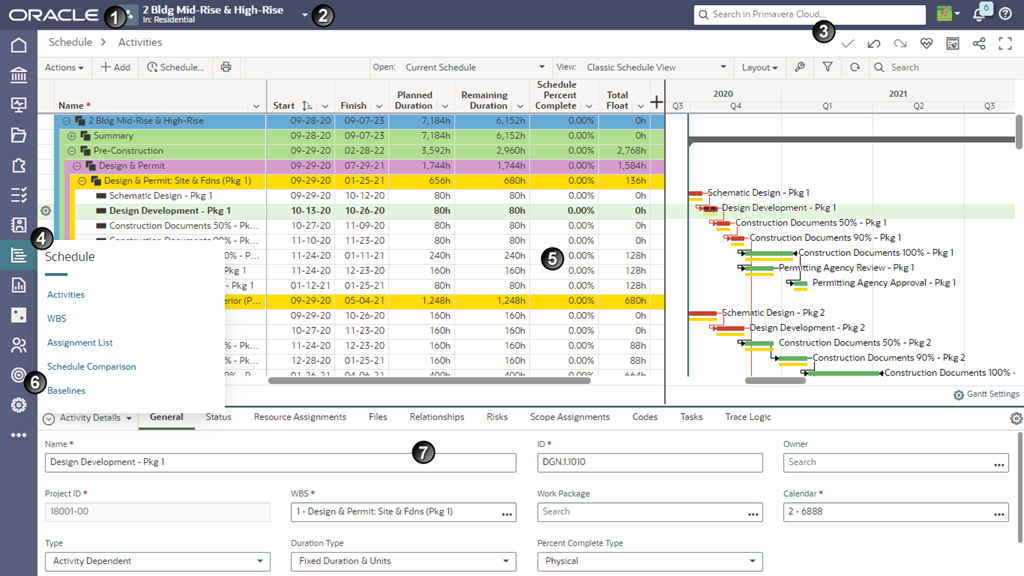 ORACLE 1 2 Bldg Mid-Rise & High-Rise 2 Search in Primavera Cloud... 6
In: Residential
3
Schedule > Activities
Actions + Add Schedule... Open: Current Schedule View: Classic Schedule View Layout Search
Name * Start Finish Planned Duration Remaining Duration Schedule Percent Complete Total Float
2020 2021
Q3 Q4 Q1 Q2 Q3
2 Bldg Mid-Rise & High-Rise 09-28-20 09-07-23 7,184h 6,152h 0.00% 0h
Summary 09-28-20 09-07-23 7,184h 6,152h 0.00% 0h
Pre-Construction 09-29-20 02-28-22 3,592h 2,960h 0.00% 2,768h
Design & Permit 09-29-20 07-29-21 1,744h 1,744h 0.00% 1,584h
Design & Permit: Site & Fdns (Pkg 1) 09-29-20 01-25-21 656h 680h 0.00% 136h
Schematic Design - Pkg 1 09-29-20 10-12-20 80h 80h 0.00% 0h Schematic Design - Pkg 1
Design Development - Pkg 1 10-13-20 10-26-20 80h 80h 0.00% 0h Design Development - Pkg 1
Construction Documents 50% - Pk... 10-27-20 11-09-20 80h 80h 0.00% 0h Construction Documents 50% - Pkg 1
11-10-20 11-23-20 80h 80h 0.00% 0h Construction Documents 90% - Pkg 1
4
Schedule
% - P... 11-24-20 01-11-21 240h 240h 0.00% 128h Construction Documents 100% - Pkg 1
5
Pkg 1 11-24-20 12-21-20 160h 160h 0.00% 128h Permitting Agency Review - Pkg 1
- Pkg 1 01-12-21 01-25-21 80h 80h 0.00% 128h Permitting Agency Approval - Pkg 1
Activities
erior (P... 09-29-20 05-04-21 1,248h 1,248h 0.00% 680h
WBS
09-29-20 10-26-20 160h 160h 0.00% 0h Schematic Design - Pkg 2
10-27-20 11-23-20 160h 160h 0.00% 0h Design Development - Pkg 2
Assignment List
- Pk... 11-24-20 12-21-20 160h 160h 0.00% 88h Construction Documents 50% - Pkg 2
Schedule Comparison
- Pk... 12-28-20 01-25-21 160h 160h 0.00% 88h Construction Documents 90% - Pkg 2
01-26-21 04-06-21 400h 400h 0.00% 664h Construction Documents 100% -
6
Baselines
Gantt Settings
Activity Details General Status Resource Assignments Files Relationships Risks Scope Assignments Codes Tasks Trace Logic
Name * 7 ID * Owner
Design Development - Pkg 1 DGN.1.1010 Search ...
Project ID * WBS * Work Package Calendar *
18001-00 1 - Design & Permit: Site & Fdns (Pkg 1) ... Search ... 2 - 6888 ...
Type Duration Type Percent Complete Type
Activity Dependent Fixed Duration & Units Physical